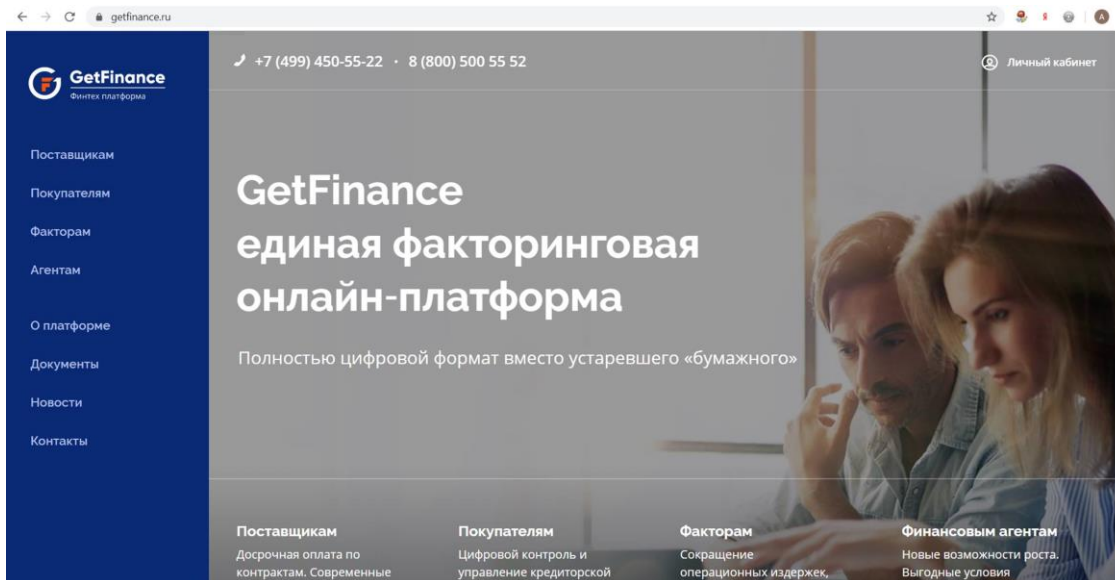 getfinance.ru
GetFinance
Финтех платформа
Поставщикам
Покупателям
Факторам
Агентам
О платформе
Документы
Новости
Контакты
+7 (499) 450-55-22 · 8 (800) 500 55 52
Личный кабинет
GetFinance
единая факторинговая
онлайн-платформа
Полностью цифровой формат вместо устаревшего «бумажного»
Поставщикам
Досрочная оплата по
контрактам. Современные
Покупателям
Цифровой контроль и
управление кредиторской
Факторам
Сокращение
операционных издержек,
Финансовым агентам
Новые возможности роста.
Выгодные условия